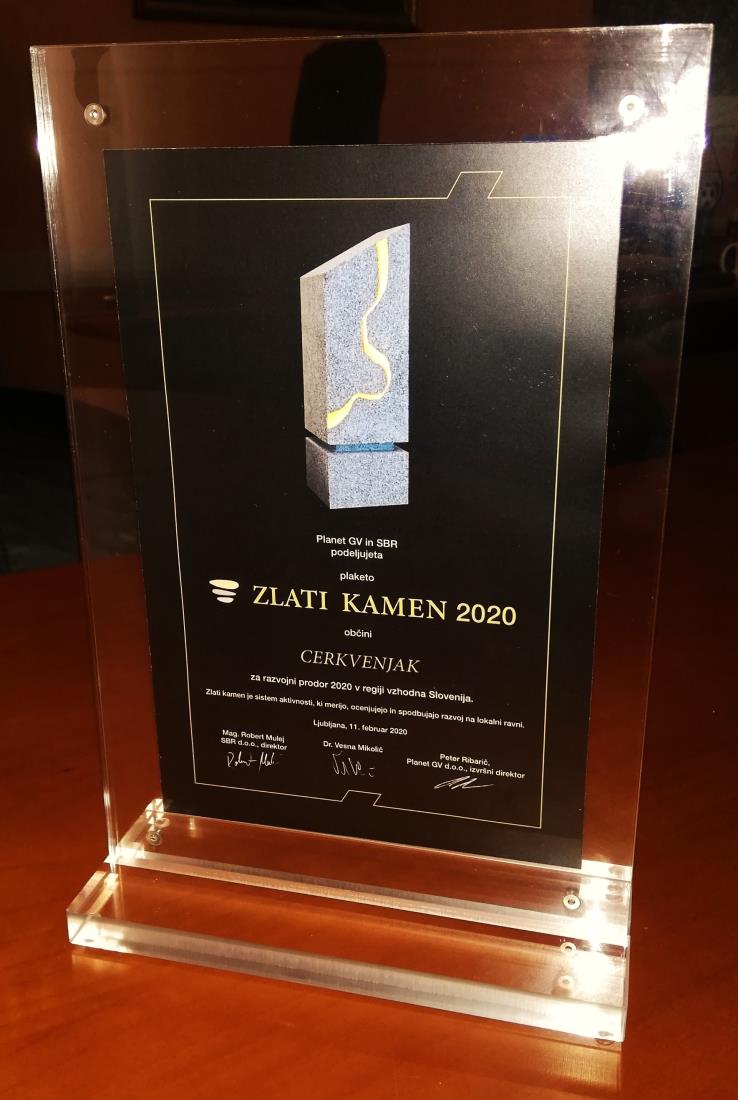 Planet GV in SBR
podeljujeta
plaketo
ZLATI KAMEN 2020
občini
CERKVENJAK
za razvojni prodor 2020 v regiji vzhodna Slovenija.
Zlati kamen je sistem aktivnosti, ki merijo, ocenjujejo in spodbujajo razvoj na lokalni ravni.
Ljubljana, 11. februar 2020
Mag. Robert Mulej
SBR d.o.o., direktor
Dr. Vesna Mikolič
Peter Ribarič,
Planet GV d.o.o., izvršni direktor